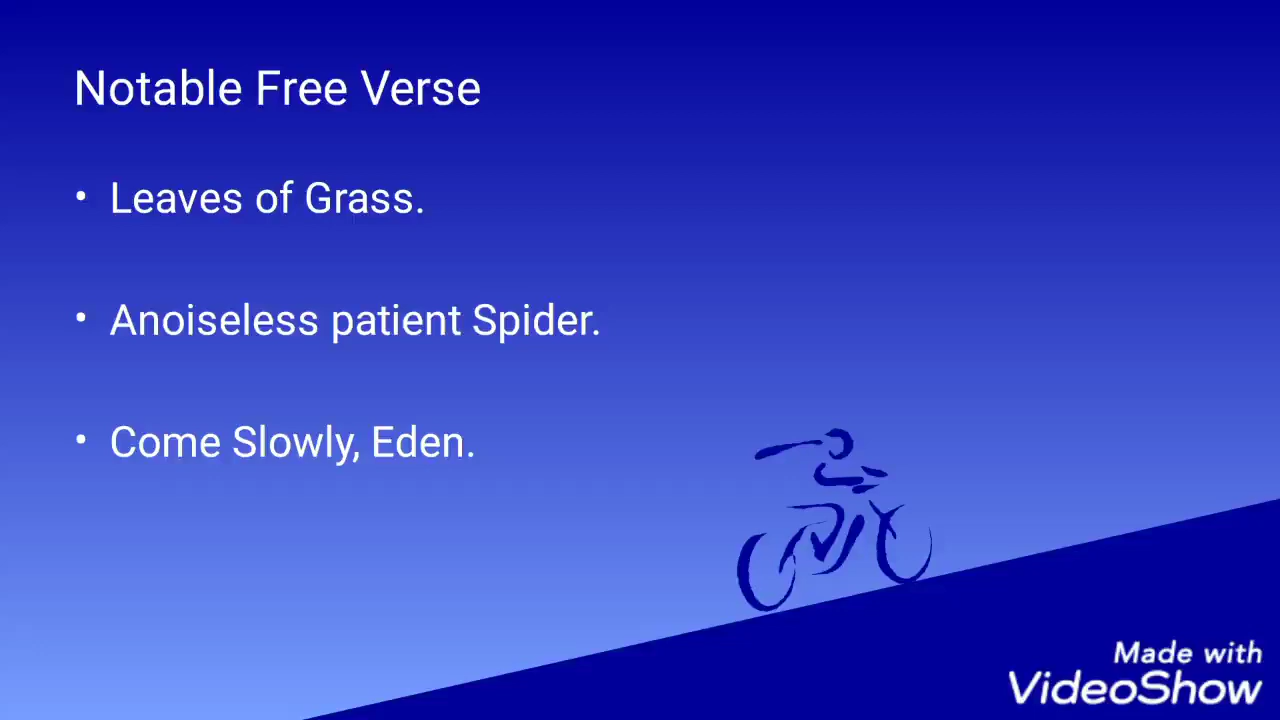 Notable Free Verse
• Leaves of Grass.
• Anoiseless patient Spider.
• Come Slowly, Eden.
Made with
VideoShow